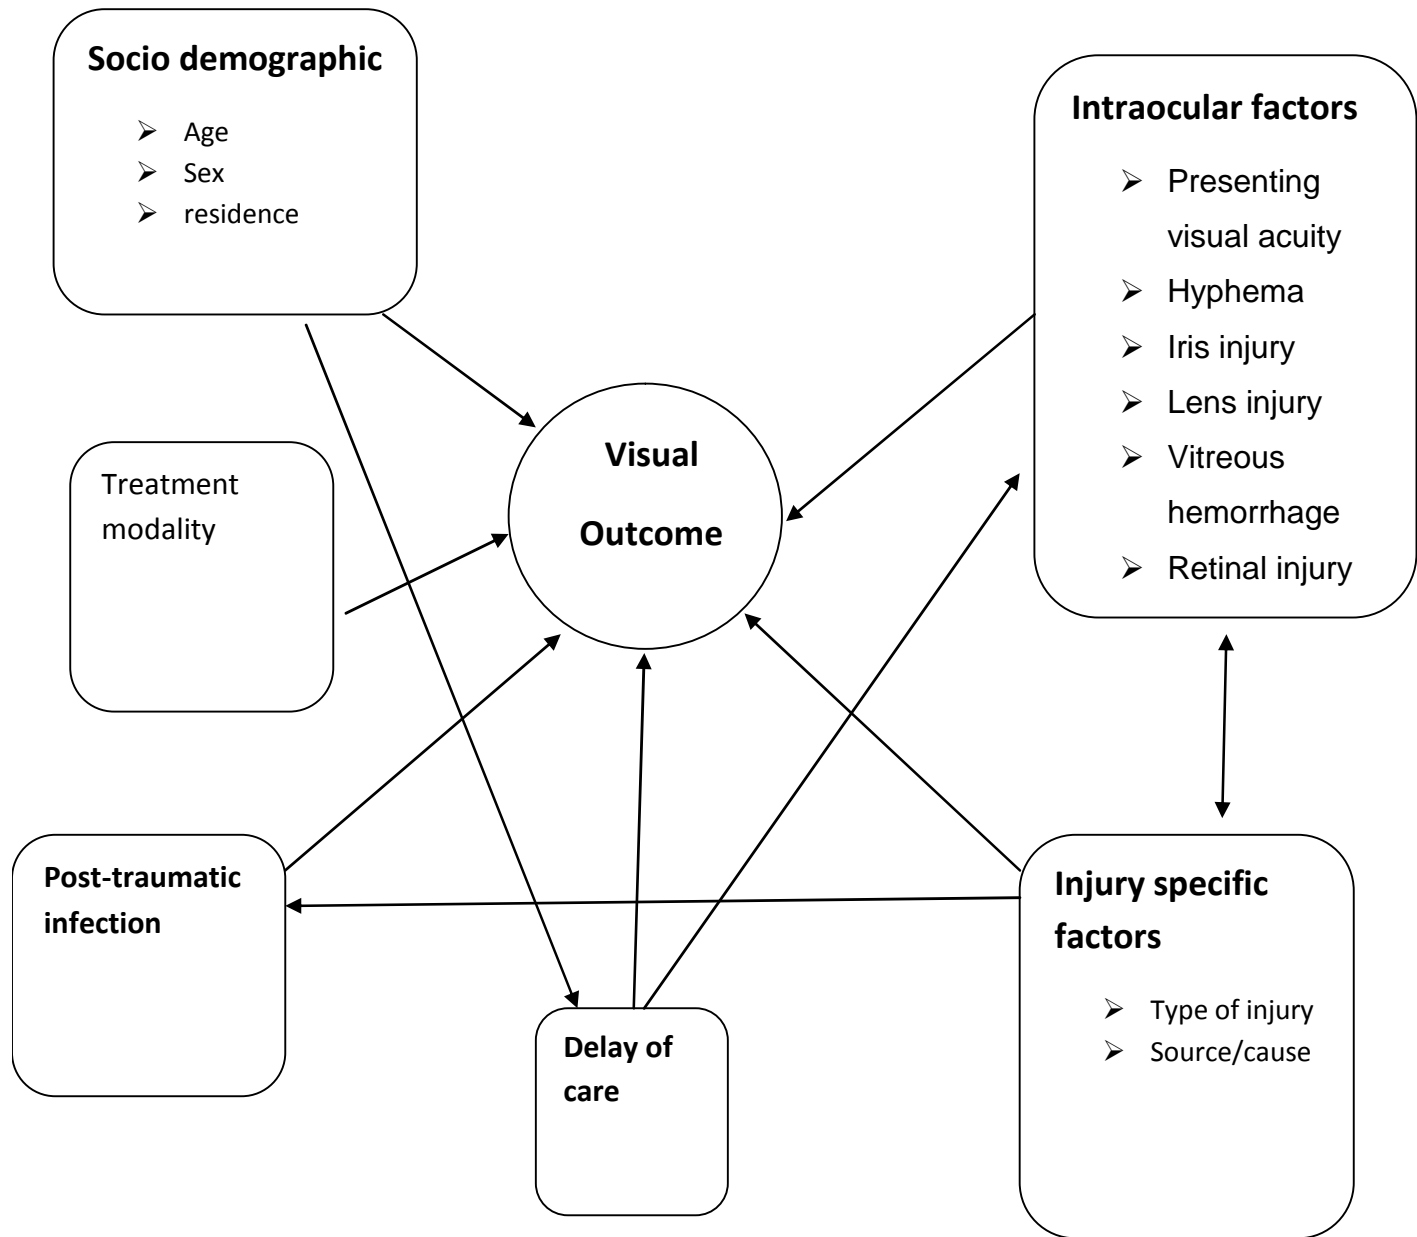 Socio demographic
Age
Sex
residence
Intraocular factors
Presenting
visual acuity
Hyphema
Iris injury
Lens injury
Vitreous
hemorrhage
Retinal injury
Visual
Outcome
Treatment
modality
Post-traumatic
infection
Delay of
care
Injury specific
factors
Type of injury
Source/cause